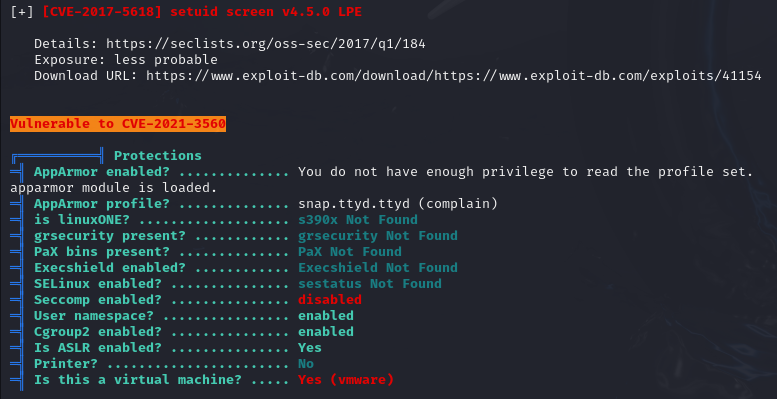 [+] [CVE-2017-5618] setuid screen v4.5.0 LPE
Details: https://seclists.org/oss-sec/2017/q1/184
Exposure: less probable
Download URL: https://www.exploit-db.com/download/https://www.exploit-db.com/exploits/41154
Vulnerable to CVE-2021-3560
╔══════════╣ Protections
═╣ AppArmor enabled? .............. You do not have enough privilege to read the profile set.
apparmor module is loaded.
═╣ AppArmor profile? .............. snap.ttyd.ttyd (complain)
═╣ is linuxONE? ................... s390x Not Found
═╣ grsecurity present? ............ grsecurity Not Found
═╣ PaX bins present? .............. PaX Not Found
═╣ Execshield enabled? ............ Execshield Not Found
═╣ SELinux enabled? ............... sestatus Not Found
═╣ Seccomp enabled? ............... disabled
═╣ User namespace? ................ enabled
═╣ Cgroup2 enabled? ............... enabled
═╣ Is ASLR enabled? ............... Yes
═╣ Printer? ....................... No
═╣ Is this a virtual machine? ..... Yes (vmware)